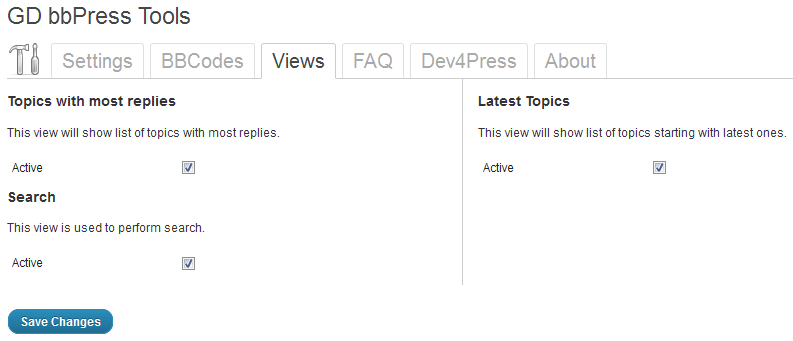 GD bbPress Tools
Settings BBCodes Views FAQ Dev4Press About
Topics with most replies
This view will show list of topics with most replies.
Active
Search
This view is used to perform search.
Active
Latest Topics
This view will show list of topics starting with latest ones.
Active
Save Changes